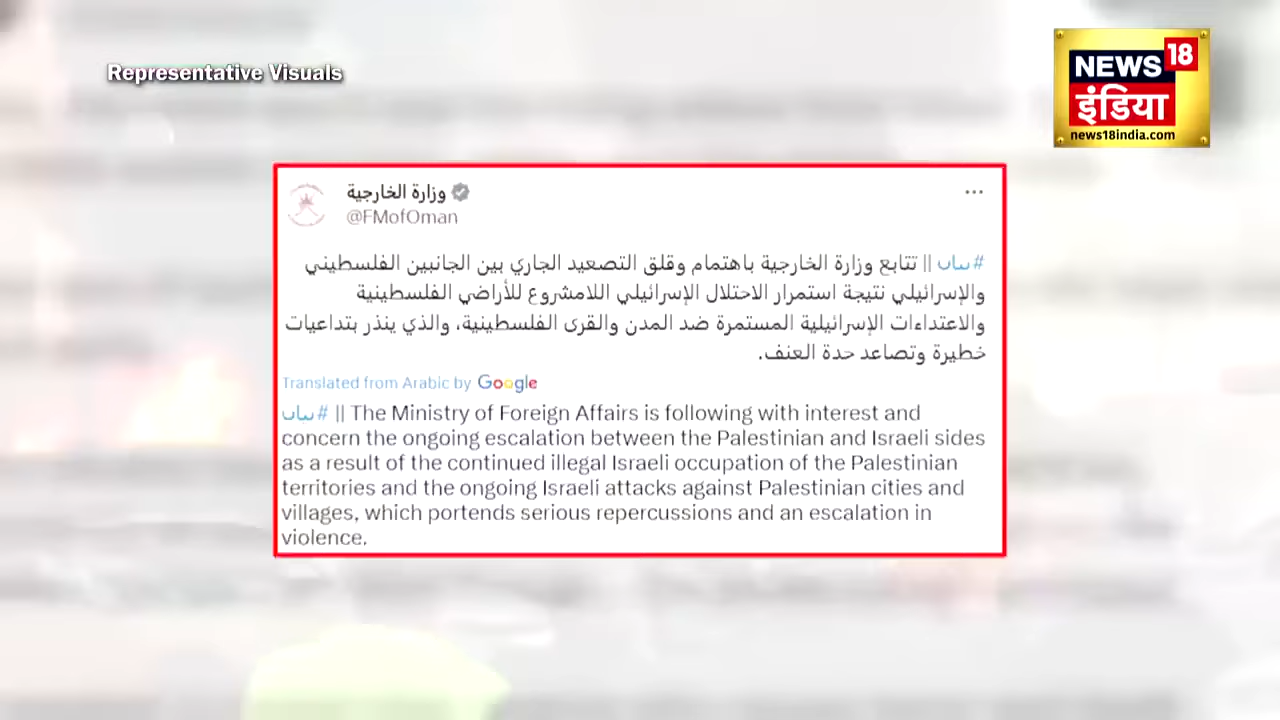 Representative Visuals
NEWS 18
इंडिया
news18india.com
وزارة الخارجية
@FMofOman
#بيان || تتابع وزارة الخارجية باهتمام وقلق التصعيد الجاري بين الجانبين الفلسطيني
والإسرائيلي نتيجة استمرار الاحتلال الإسرائيلي اللامشروع للأراضي الفلسطينية
والاعتداءات الإسرائيلية المستمرة ضد المدن والقرى الفلسطينية، والذي ينذر بتداعيات
خطيرة وتصاعد حدة العنف.
Translated from Arabic by Google
#بيان || The Ministry of Foreign Affairs is following with interest and
concern the ongoing escalation between the Palestinian and Israeli sides
as a result of the continued illegal Israeli occupation of the Palestinian
territories and the ongoing Israeli attacks against Palestinian cities and
villages, which portends serious repercussions and an escalation in
violence.